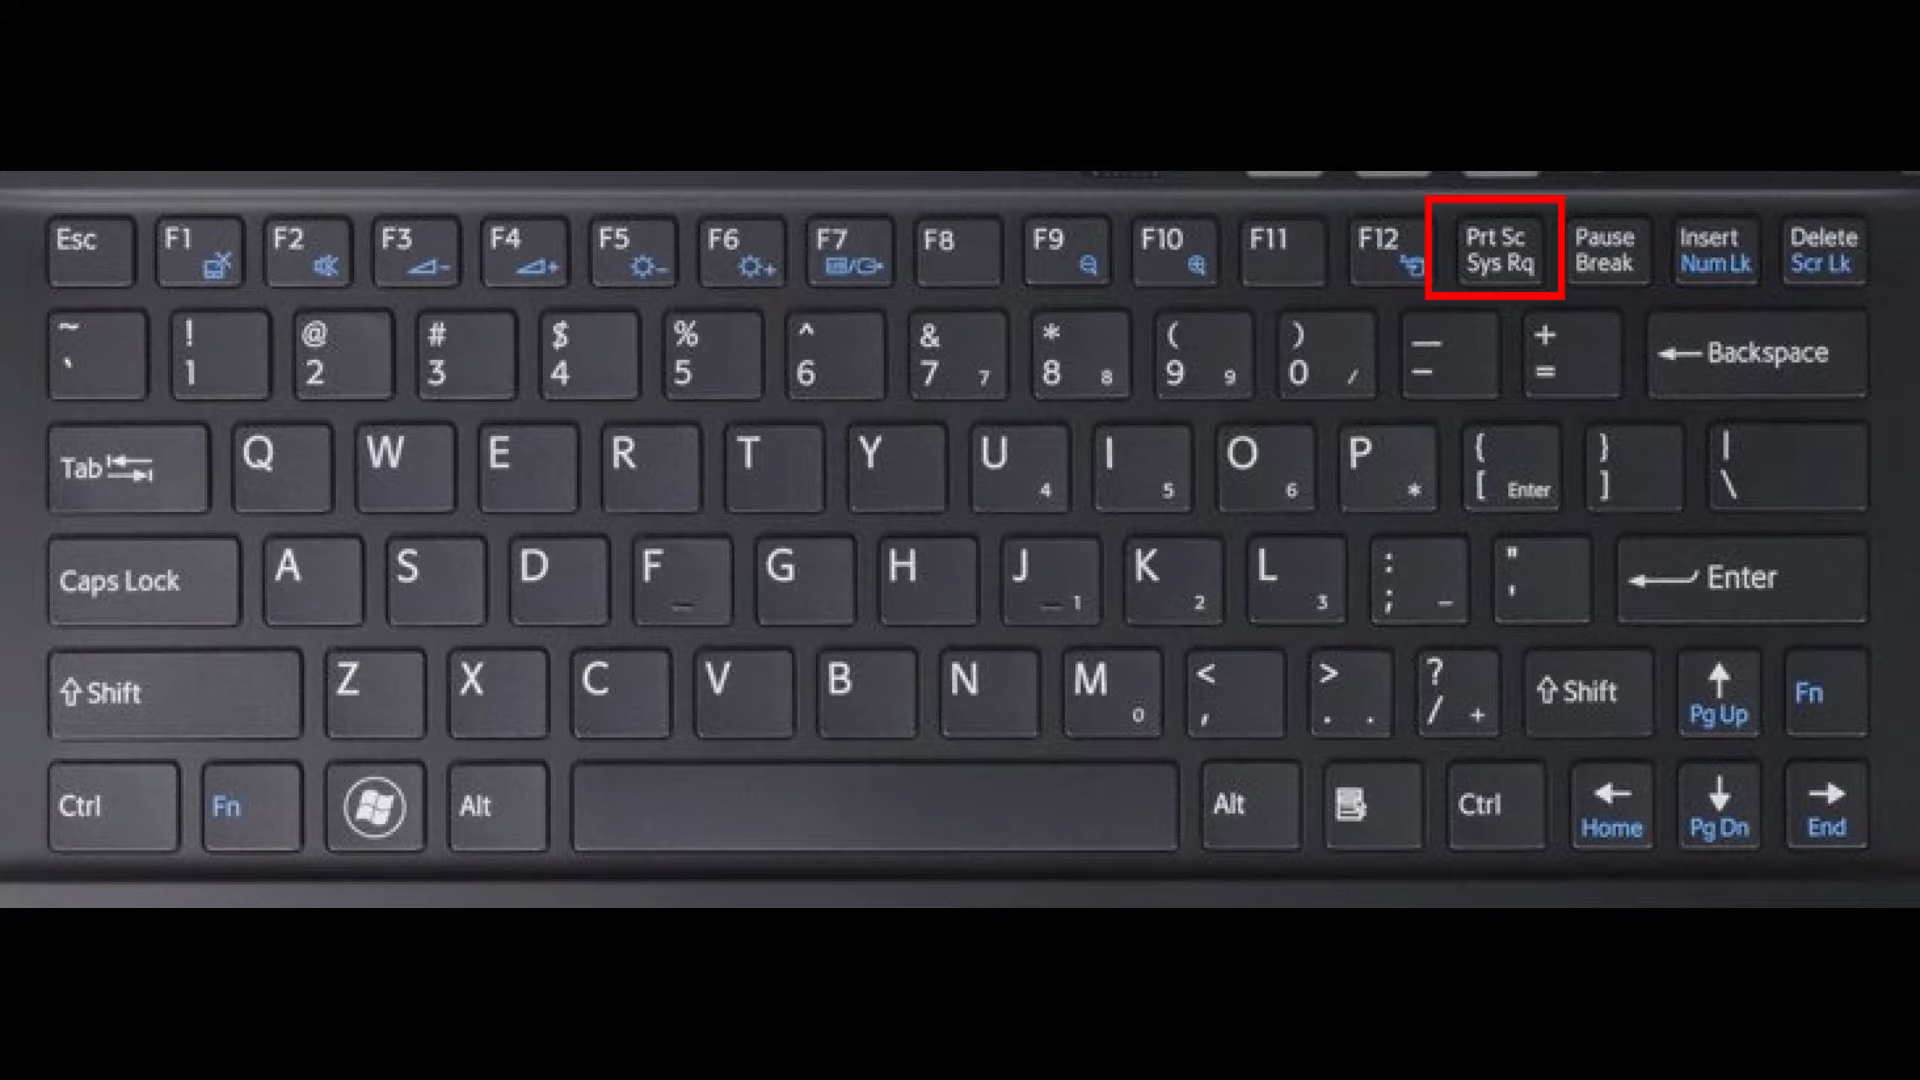 Esc F1 F2 F3 F4 F5 F6 F7 F8 F9 F10 F11 F12 Prt Sc Pause Insert Delete
Sys Rq Break Num Lk Scr Lk
~ ! @ # $ % ^ & * ( ) — + ← Backspace
` 1 2 3 4 5 6 7 7 8 8 9 9 0 / - =
Tab Q W E R T Y U I O P { } |
4 5 6 * [ Enter ] \
Caps Lock A S D F G H J K L : " Enter
1 2 3 ; - '
Shift Z X C V B N M < > ? Shift ↑ Fn
0 , . . / + Pg Up
Ctrl Fn Alt Alt Ctrl ← ↓ →
Home Pg Dn End